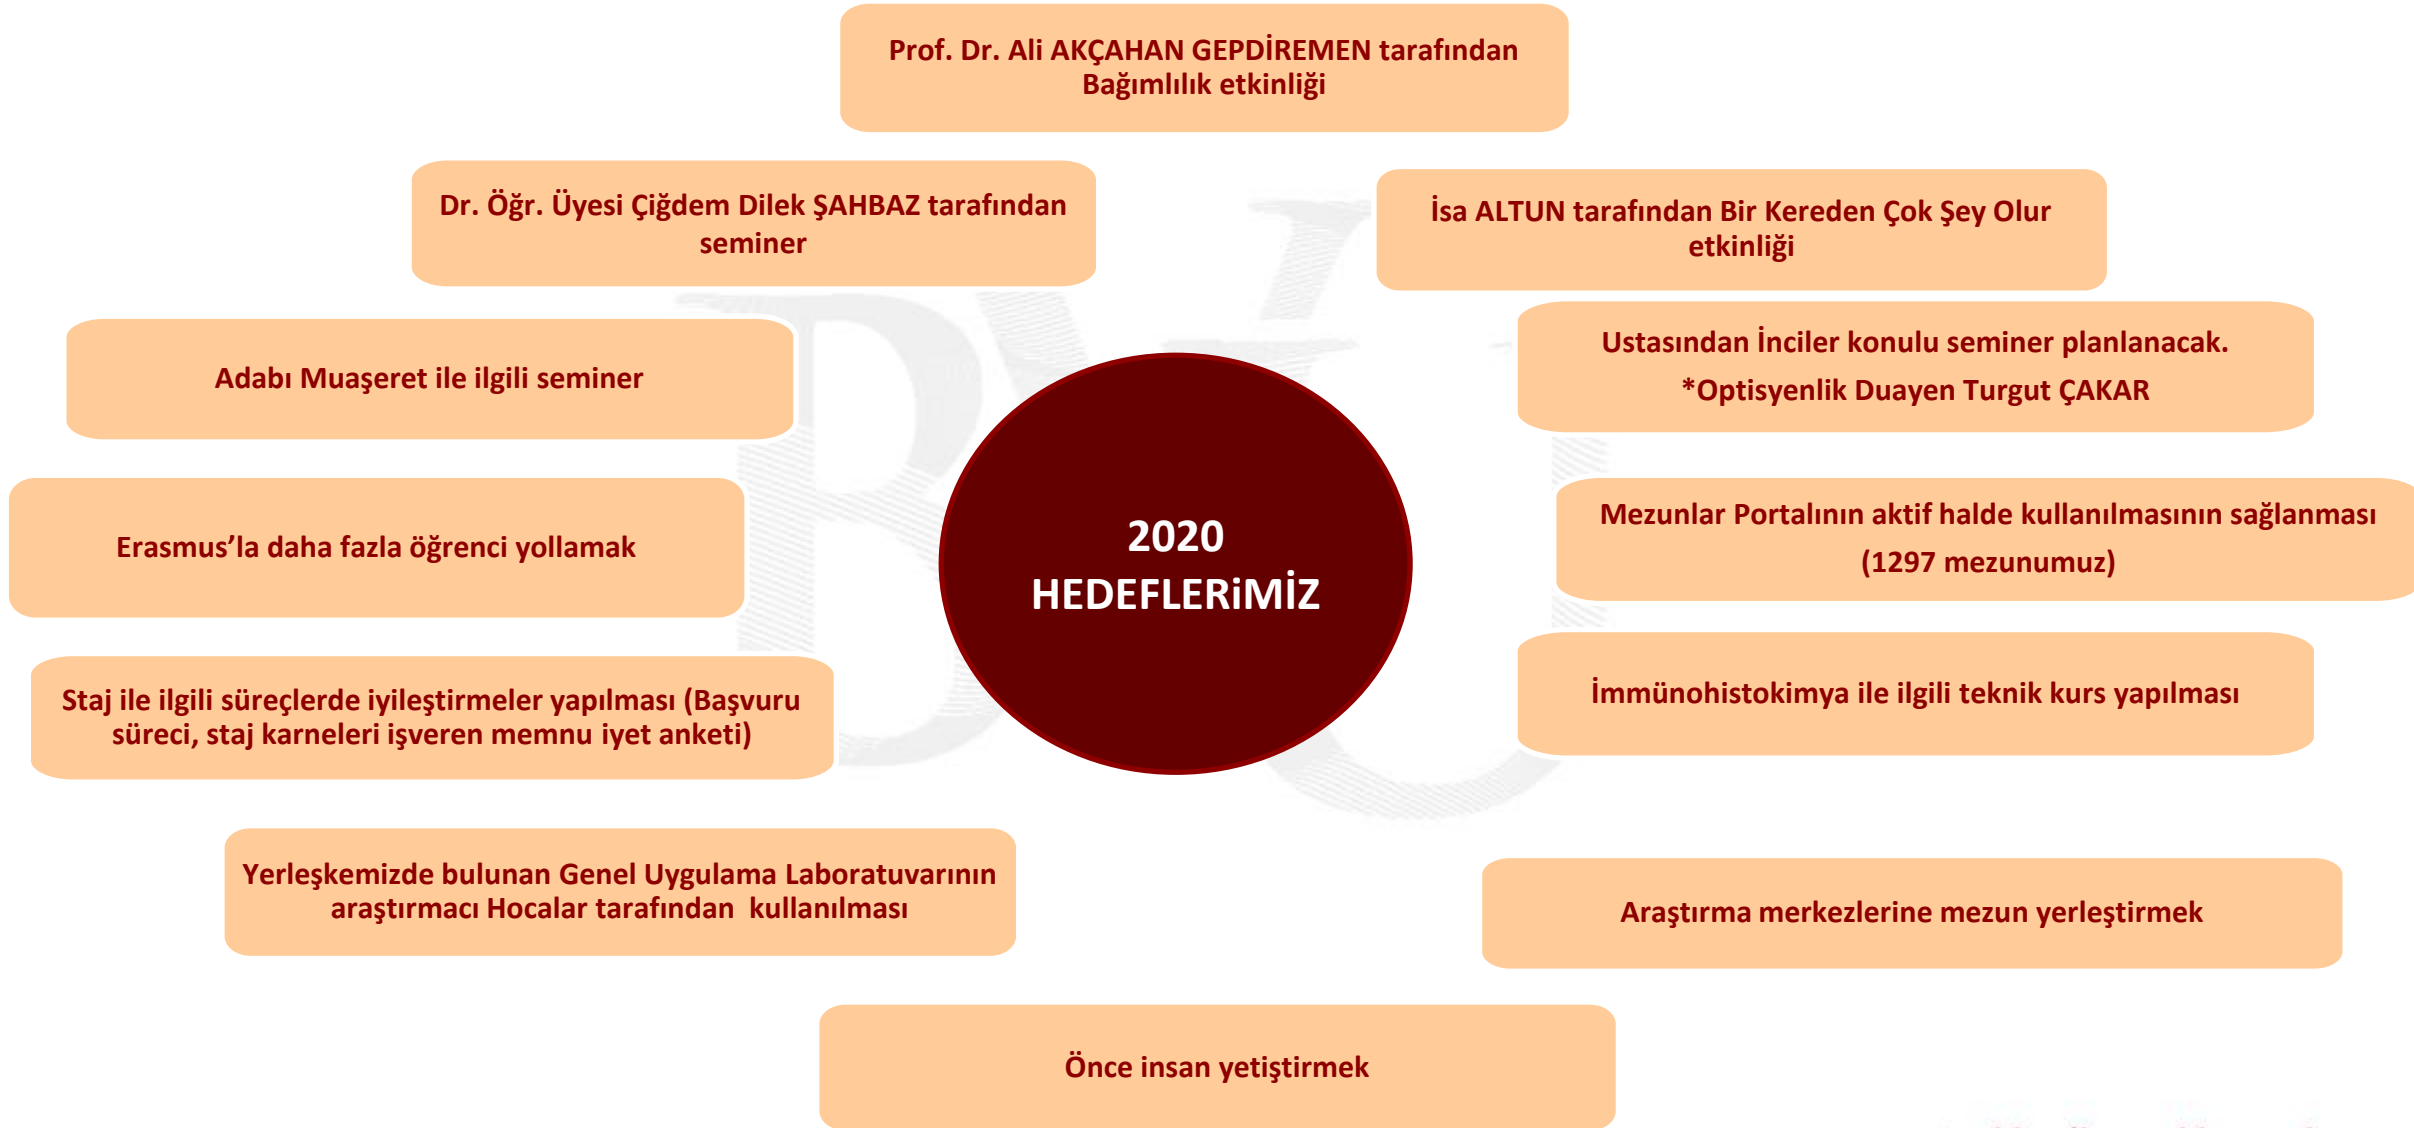 Prof. Dr. Ali AKÇAHAN GEPDİREMEN tarafından
Bağımlılık etkinliği
Dr. Öğr. Üyesi Çiğdem Dilek ŞAHBAZ tarafından
seminer
İsa ALTUN tarafından Bir Kereden Çok Şey Olur
etkinliği
Adabı Muaşeret ile ilgili seminer
Ustasından İnciler konulu seminer planlanacak.
*Optisyenlik Duayen Turgut ÇAKAR
Erasmus’la daha fazla öğrenci yollamak
2020
HEDEFLERiMİZ
Mezunlar Portalının aktif halde kullanılmasının sağlanması
(1297 mezunumuz)
Staj ile ilgili süreçlerde iyileştirmeler yapılması (Başvuru
süreci, staj karneleri işveren memnu iyet anketi)
İmmünohistokimya ile ilgili teknik kurs yapılması
Yerleşkemizde bulunan Genel Uygulama Laboratuvarının
araştırmacı Hocalar tarafından  kullanılması
Araştırma merkezlerine mezun yerleştirmek
Önce insan yetiştirmek